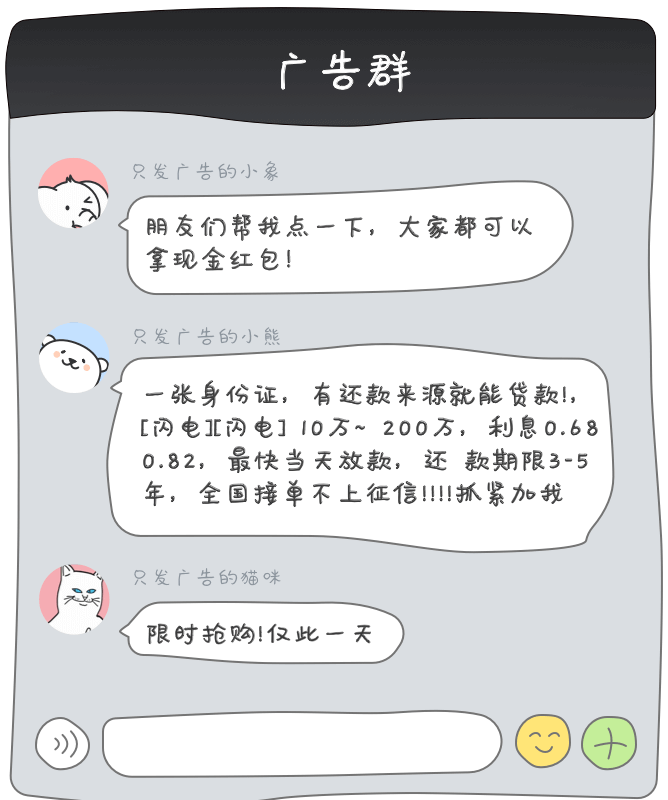 广告群
只发广告的小象
朋友们帮我点一下，大家都可以
拿现金红包！
只发广告的小熊
一张身份证，有还款来源就能贷款!，
[闪电][闪电] 10万~ 200万，利息0.68
0.82，最快当天放款，还 款期限3-5
年，全国接单不上征信!!!!抓紧加我
只发广告的猫咪
限时抢购!仅此一天